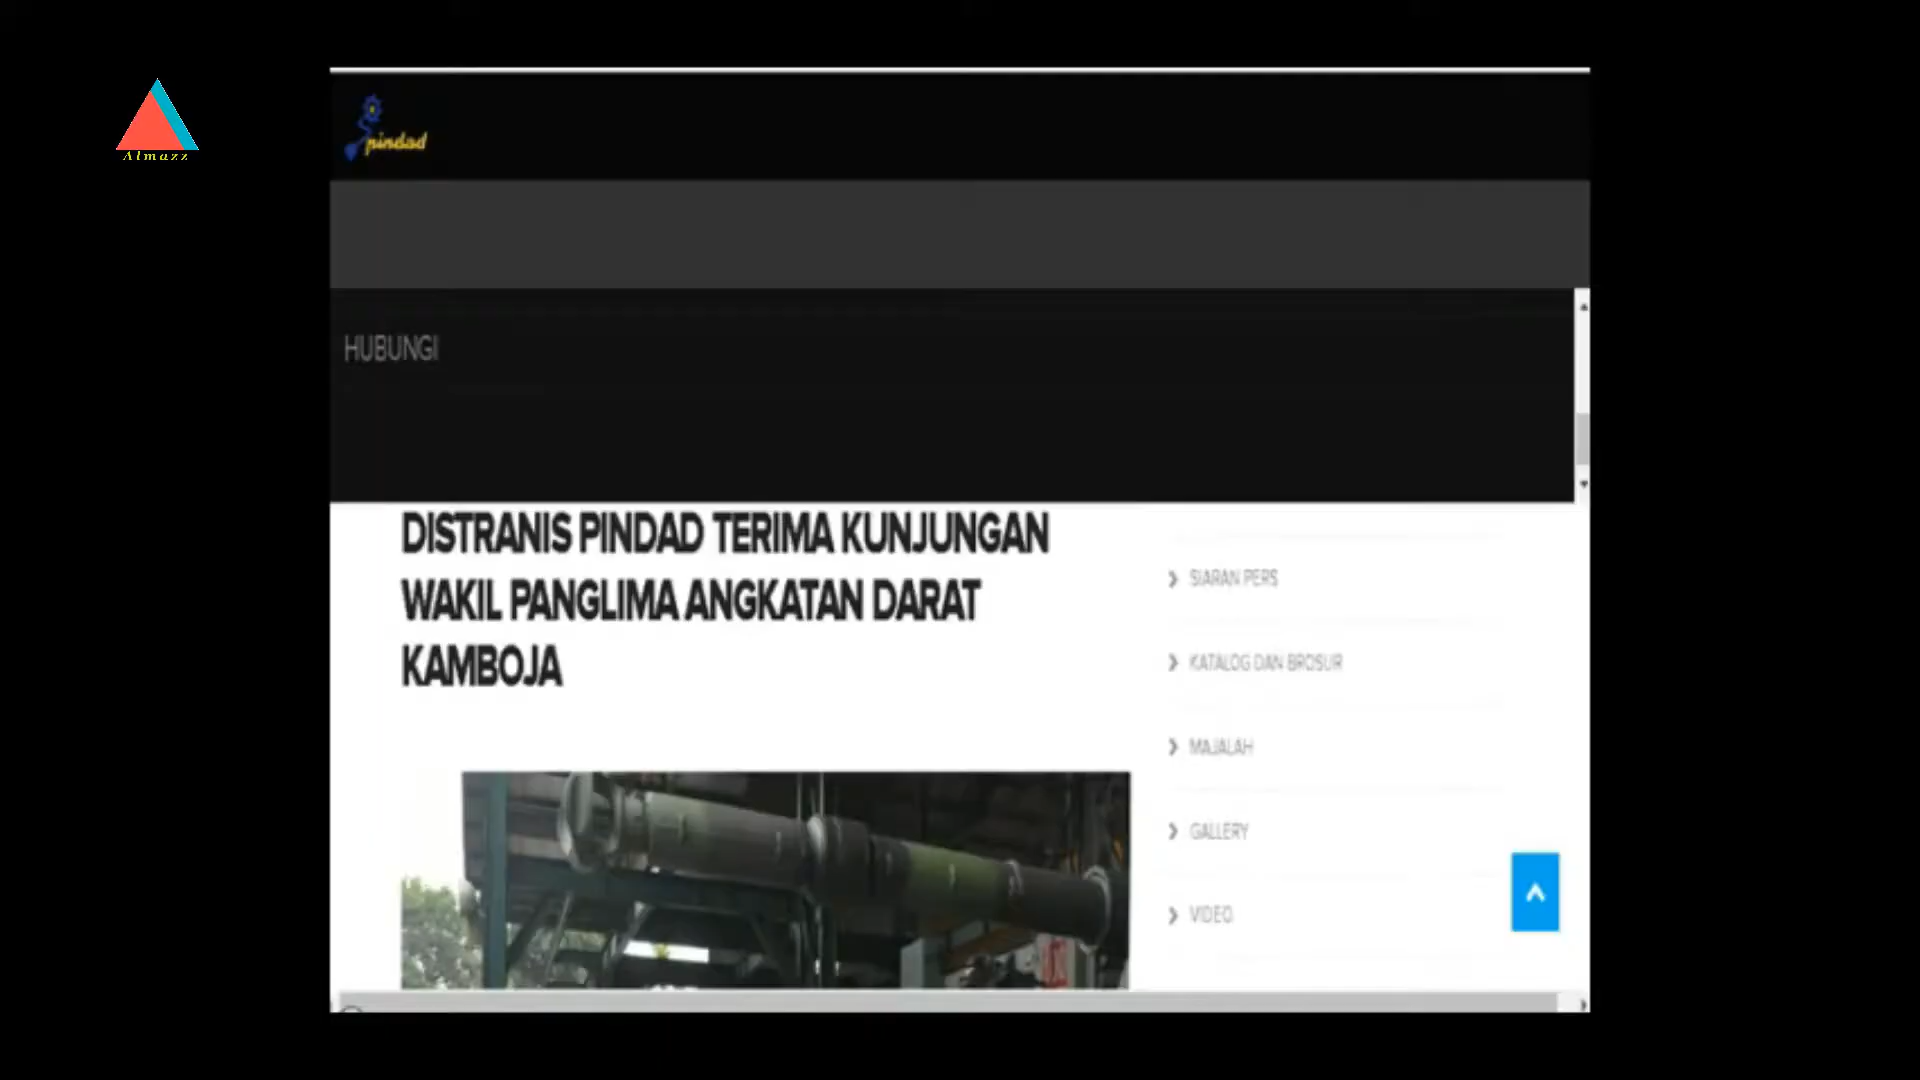 Almazz
pindad
HUBUNGI
DISTRANIS PINDAD TERIMA KUNJUNGAN
WAKIL PANGLIMA ANGKATAN DARAT
KAMBOJA
SIARAN PERS
KATALOG DAN BROSUR
MAJALAH
GALLERY
VIDEO